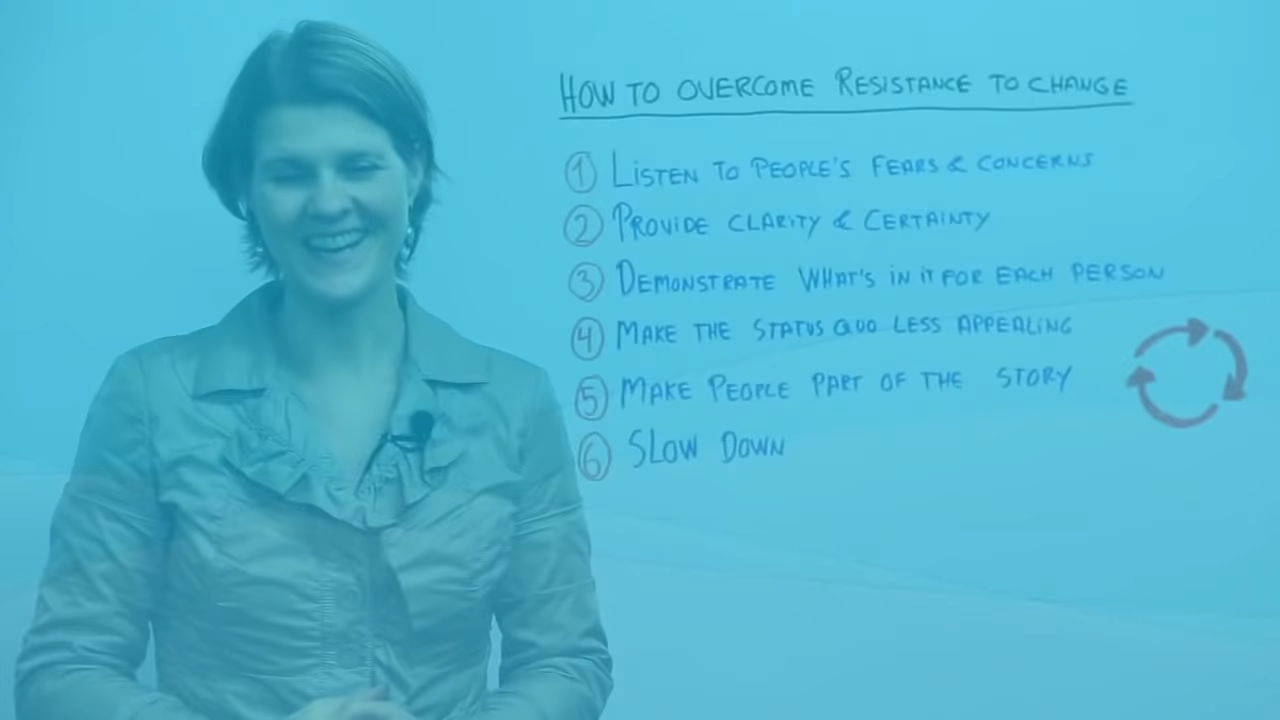 HOW TO OVERCOME RESISTANCE TO CHANGE
1 LISTEN TO PEOPLE'S FEARS & CONCERNS
2 PROVIDE CLARITY & CERTAINTY
3 DEMONSTRATE WHAT'S IN IT FOR EACH PERSON
4 MAKE THE STATUS QUO LESS APPEALING
5 MAKE PEOPLE PART OF THE STORY
6 SLOW DOWN